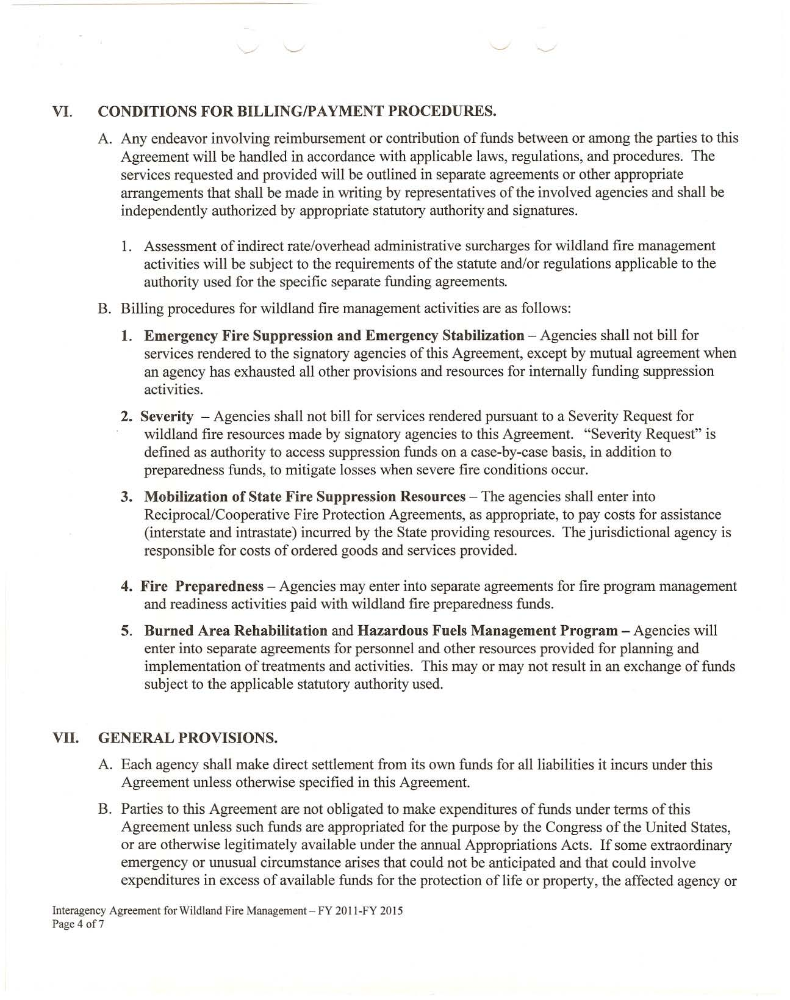 VI. CONDITIONS FOR BILLING/PAYMENT PROCEDURES.
A. Any endeavor involving reimbursement or contribution of funds between or among the parties to this
Agreement will be handled in accordance with applicable laws, regulations, and procedures. The
services requested and provided will be outlined in separate agreements or other appropriate
arrangements that shall be made in writing by representatives of the involved agencies and shall be
independently authorized by appropriate statutory authority and signatures.
1. Assessment of indirect rate/overhead administrative surcharges for wildland fire management
activities will be subject to the requirements of the statute and/or regulations applicable to the
authority used for the specific separate funding agreements.
B. Billing procedures for wildland fire management activities are as follows:
1. Emergency Fire Suppression and Emergency Stabilization – Agencies shall not bill for
services rendered to the signatory agencies of this Agreement, except by mutual agreement when
an agency has exhausted all other provisions and resources for internally funding suppression
activities.
2. Severity – Agencies shall not bill for services rendered pursuant to a Severity Request for
wildland fire resources made by signatory agencies to this Agreement. “Severity Request” is
defined as authority to access suppression funds on a case-by-case basis, in addition to
preparedness funds, to mitigate losses when severe fire conditions occur.
3. Mobilization of State Fire Suppression Resources – The agencies shall enter into
Reciprocal/Cooperative Fire Protection Agreements, as appropriate, to pay costs for assistance
(interstate and intrastate) incurred by the State providing resources. The jurisdictional agency is
responsible for costs of ordered goods and services provided.
4. Fire Preparedness – Agencies may enter into separate agreements for fire program management
and readiness activities paid with wildland fire preparedness funds.
5. Burned Area Rehabilitation and Hazardous Fuels Management Program – Agencies will
enter into separate agreements for personnel and other resources provided for planning and
implementation of treatments and activities. This may or may not result in an exchange of funds
subject to the applicable statutory authority used.
VII. GENERAL PROVISIONS.
A. Each agency shall make direct settlement from its own funds for all liabilities it incurs under this
Agreement unless otherwise specified in this Agreement.
B. Parties to this Agreement are not obligated to make expenditures of funds under terms of this
Agreement unless such funds are appropriated for the purpose by the Congress of the United States,
or are otherwise legitimately available under the annual Appropriations Acts. If some extraordinary
emergency or unusual circumstance arises that could not be anticipated and that could involve
expenditures in excess of available funds for the protection of life or property, the affected agency or
Interagency Agreement for Wildland Fire Management – FY 2011-FY 2015
Page 4 of 7